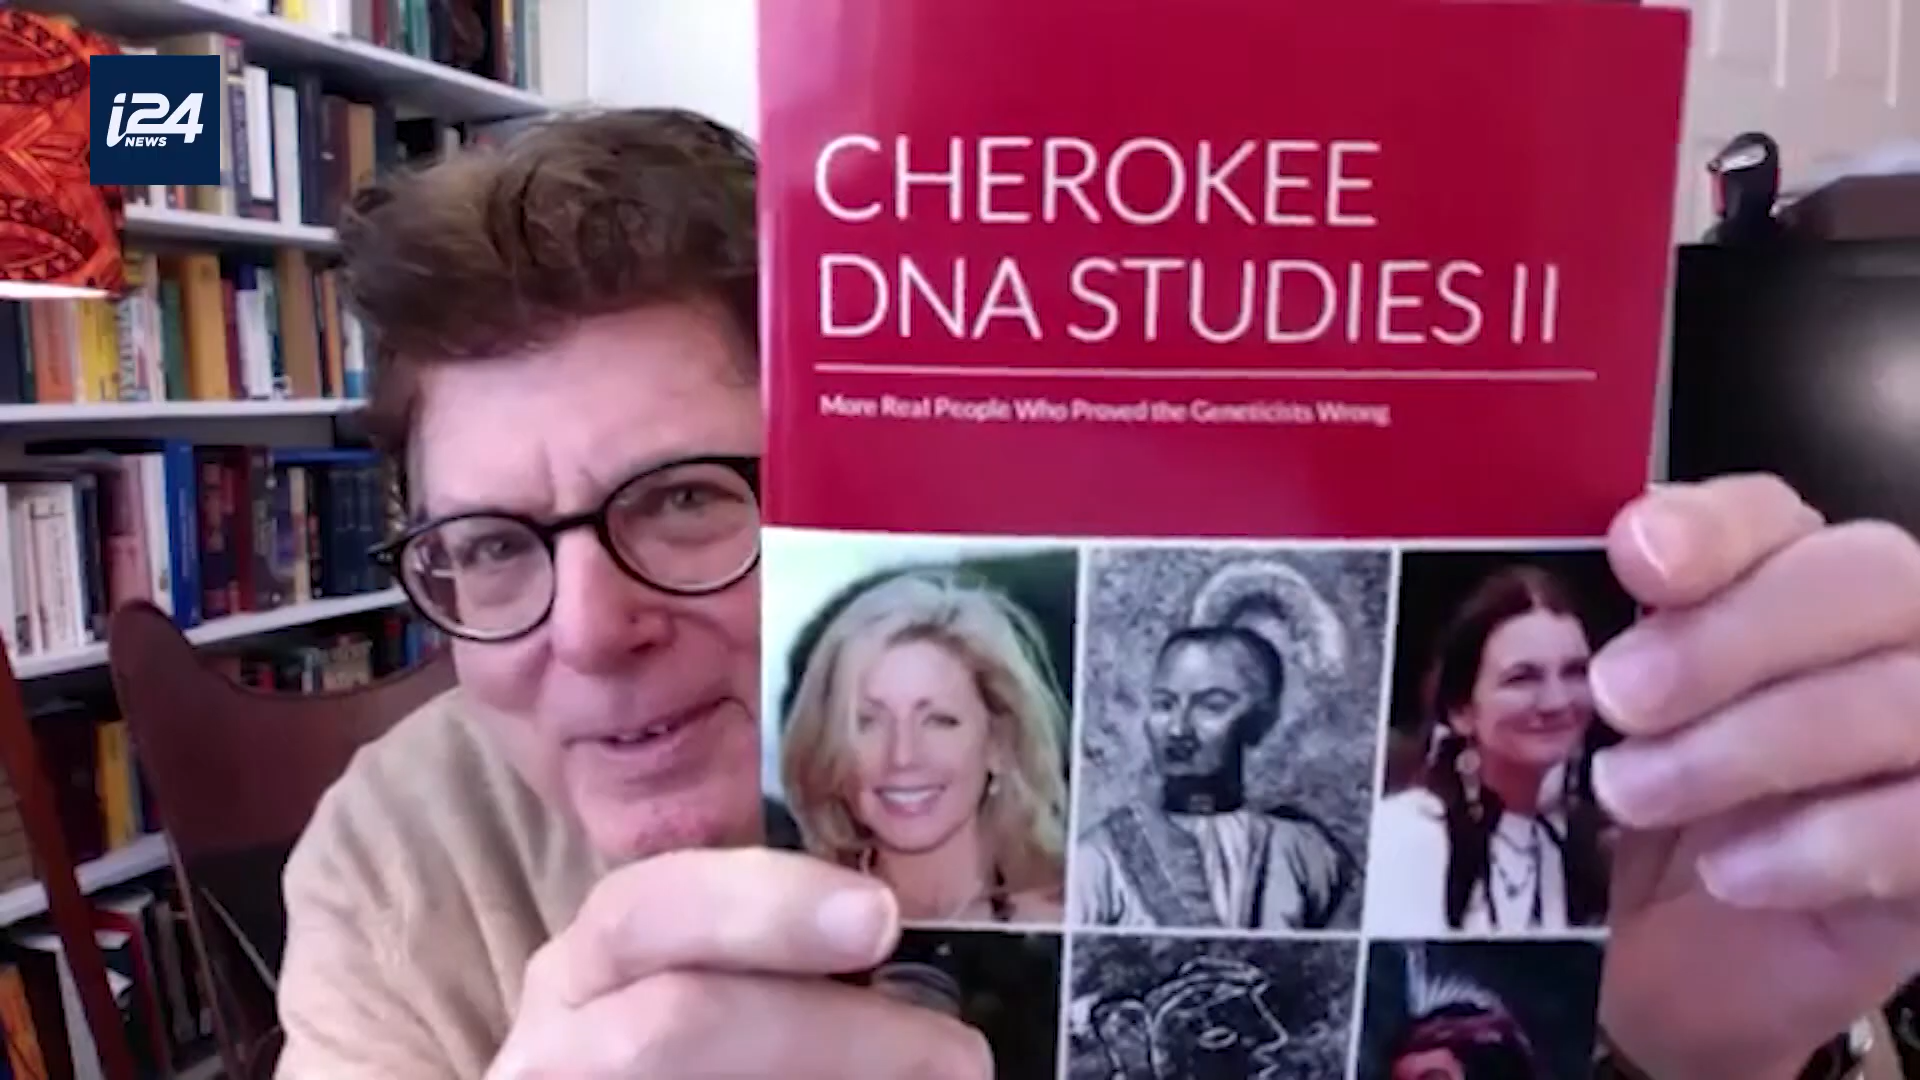 i24
NEWS
CHEROKEE
DNA STUDIES II
More Real People Who Proved the Geneticists Wrong